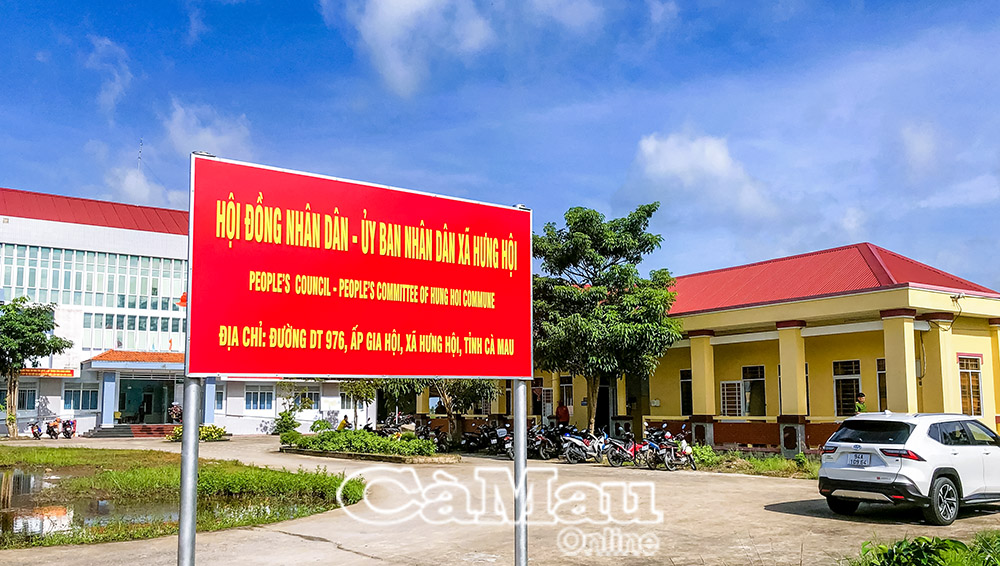 HỘI ĐỒNG NHÂN DÂN - ỦY BAN NHÂN DÂN XÃ HƯNG HỘI
PEOPLE'S COUNCIL - PEOPLE'S COMMITTEE OF HUNG HOI COMMUNE
ĐỊA CHỈ: ĐƯỜNG DT 976, ẤP GIA HỘI, XÃ HƯNG HỘI, TỈNH CÀ MAU
CàMau
Online